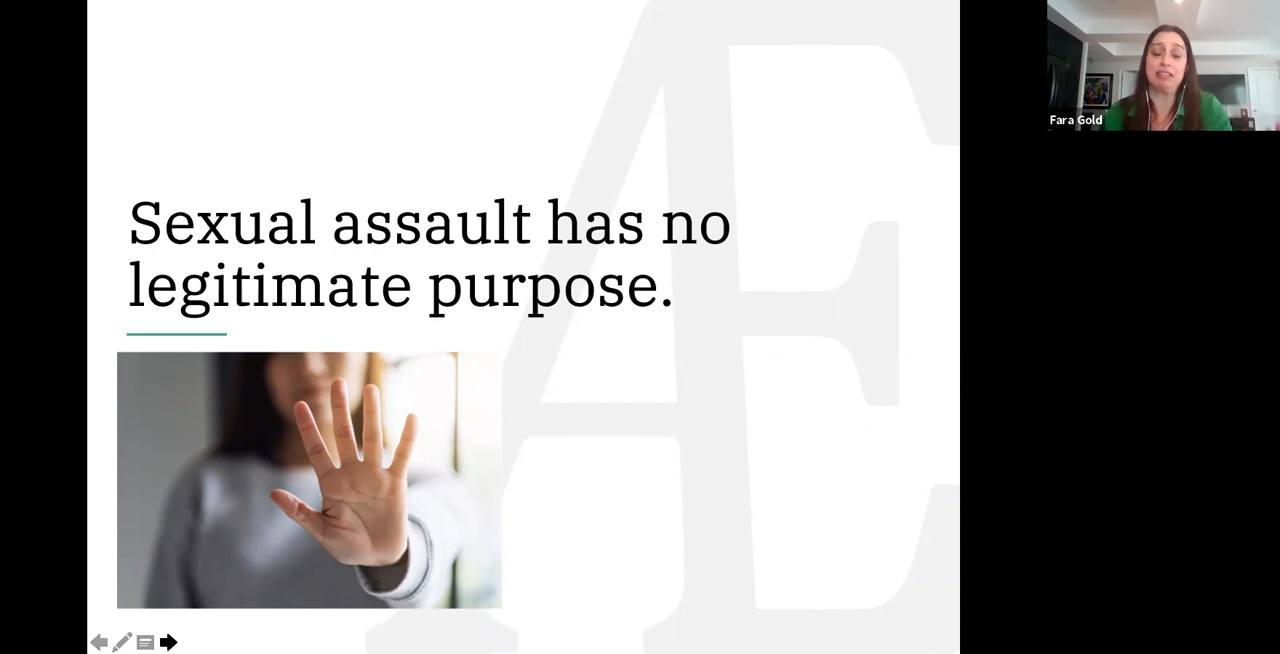 Sexual assault has no
legitimate purpose.
Fara Gold
Æ